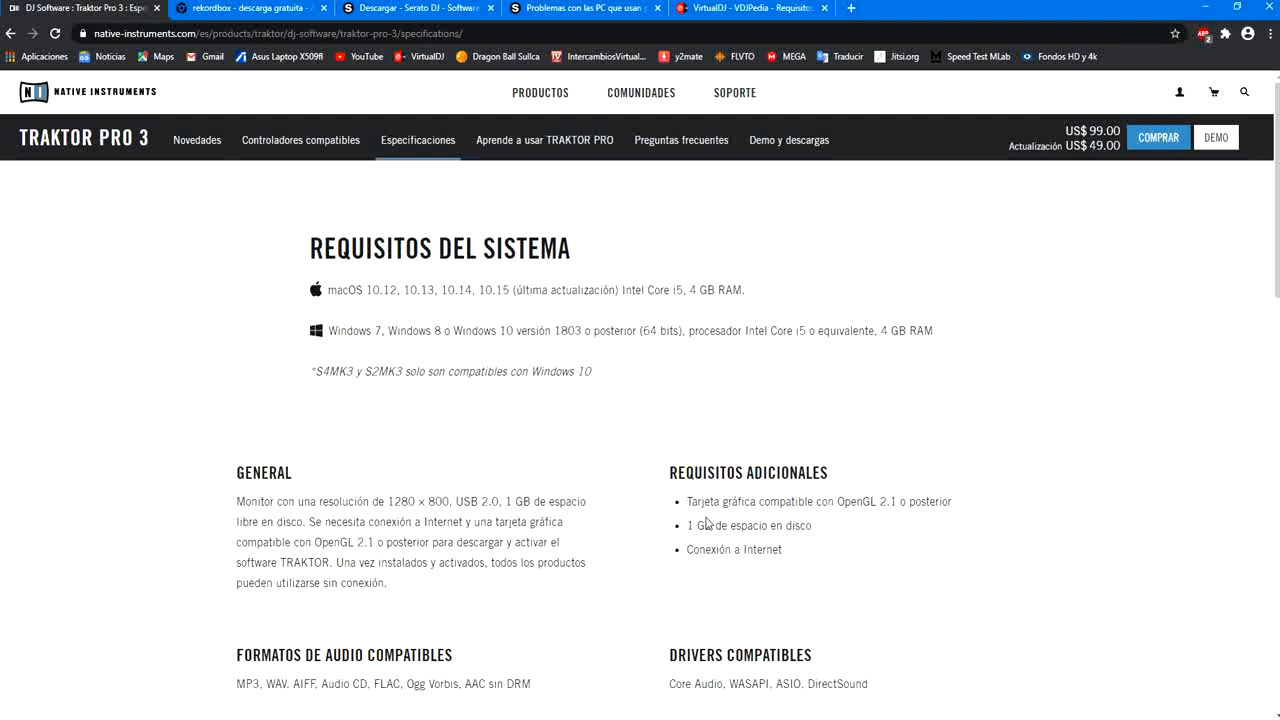 DJ Software : Traktor Pro 3 : Espe
rekordbox - descarga gratuita -
Descargar - Serato DJ - Software
Problemas con las PC que usan
VirtualDJ - VDJPedia - Requisitos
native-instruments.com/es/products/traktor/dj-software/traktor-pro-3/specifications/
Aplicaciones
Noticias
Maps
Gmail
Asus Laptop X509fl
YouTube
VirtualDJ
Dragon Ball Sullca
IntercambiosVirtual...
y2mate
FLVTO
MEGA
Traducir
Jitsi.org
Speed Test MLab
Fondos HD y 4k
NI NATIVE INSTRUMENTS
PRODUCTOS
COMUNIDADES
SOPORTE
TRAKTOR PRO 3
Novedades
Controladores compatibles
Especificaciones
Aprende a usar TRAKTOR PRO
Preguntas frecuentes
Demo y descargas
US$ 99.00
Actualización US$ 49.00
COMPRAR
DEMO
REQUISITOS DEL SISTEMA
macOS 10.12, 10.13, 10.14, 10.15 (última actualización) Intel Core i5, 4 GB RAM.
Windows 7, Windows 8 o Windows 10 versión 1803 o posterior (64 bits), procesador Intel Core i5 o equivalente, 4 GB RAM
*S4MK3 y S2MK3 solo son compatibles con Windows 10
GENERAL
Monitor con una resolución de 1280 × 800, USB 2.0, 1 GB de espacio
libre en disco. Se necesita conexión a Internet y una tarjeta gráfica
compatible con OpenGL 2.1 o posterior para descargar y activar el
software TRAKTOR. Una vez instalados y activados, todos los productos
pueden utilizarse sin conexión.
REQUISITOS ADICIONALES
• Tarjeta gráfica compatible con OpenGL 2.1 o posterior
• 1 GB de espacio en disco
• Conexión a Internet
FORMATOS DE AUDIO COMPATIBLES
MP3, WAV. AIFF, Audio CD, FLAC, Ogg Vorbis, AAC sin DRM
DRIVERS COMPATIBLES
Core Audio, WASAPI, ASIO. DirectSound